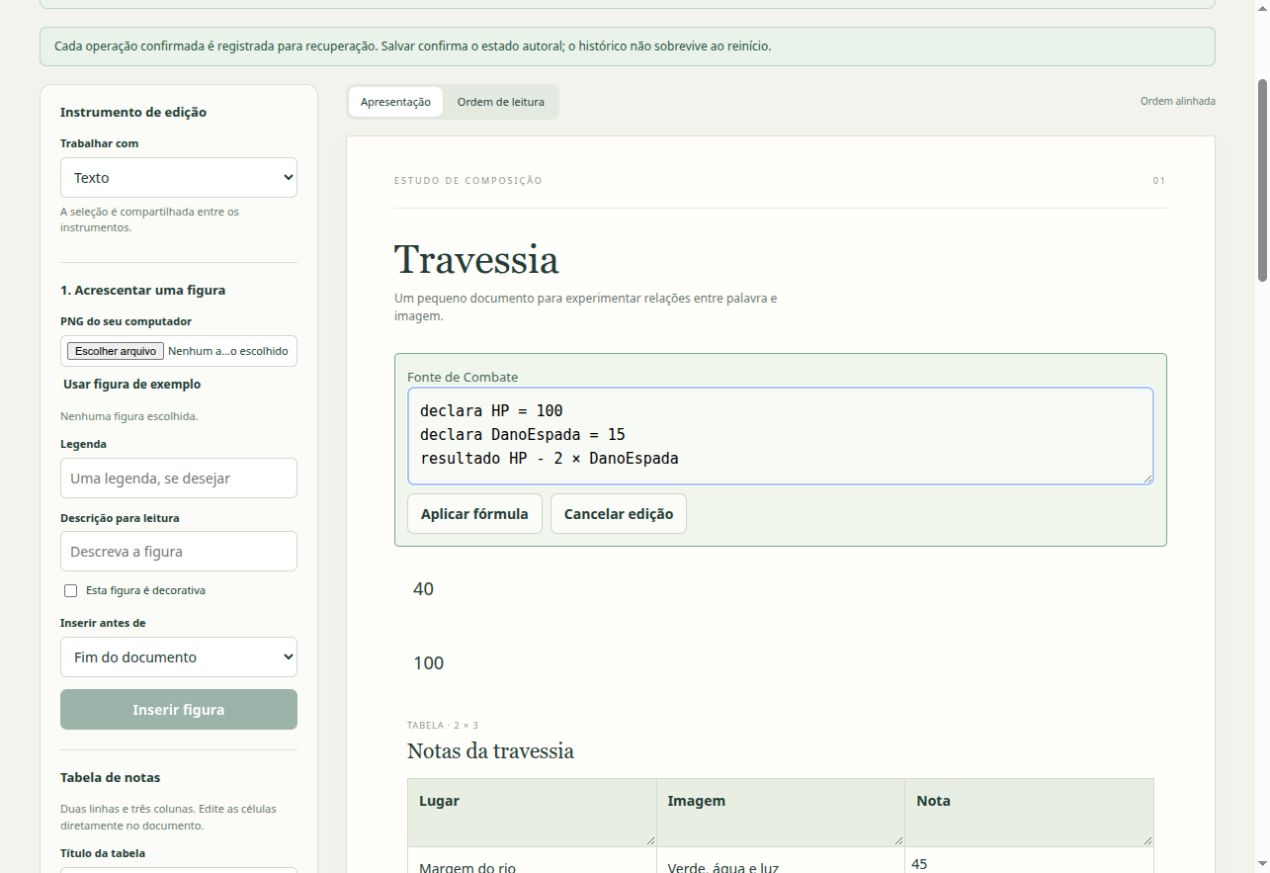 Cada operação confirmada é registrada para recuperação. Salvar confirma o estado autoral; o histórico não sobrevive ao reinício.
Instrumento de edição
Trabalhar com
Texto
A seleção é compartilhada entre os
instrumentos.
1. Acrescentar uma figura
PNG do seu computador
Escolher arquivo Nenhum a...o escolhido
Usar figura de exemplo
Nenhuma figura escolhida.
Legenda
Uma legenda, se desejar
Descrição para leitura
Descreva a figura
Esta figura é decorativa
Inserir antes de
Fim do documento
Inserir figura
Tabela de notas
Duas linhas e três colunas. Edite as células
diretamente no documento.
Título da tabela
Apresentação Ordem de leitura
Ordem alinhada
ESTUDO DE COMPOSIÇÃO 01
Travessia
Um pequeno documento para experimentar relações entre palavra e
imagem.
Fonte de Combate
declara HP = 100
declara DanoEspada = 15
resultado HP - 2 × DanoEspada
Aplicar fórmula Cancelar edição
40
100
TABELA · 2 × 3
Notas da travessia
Lugar Imagem Nota
Margem do rio Verde, água e luz 45